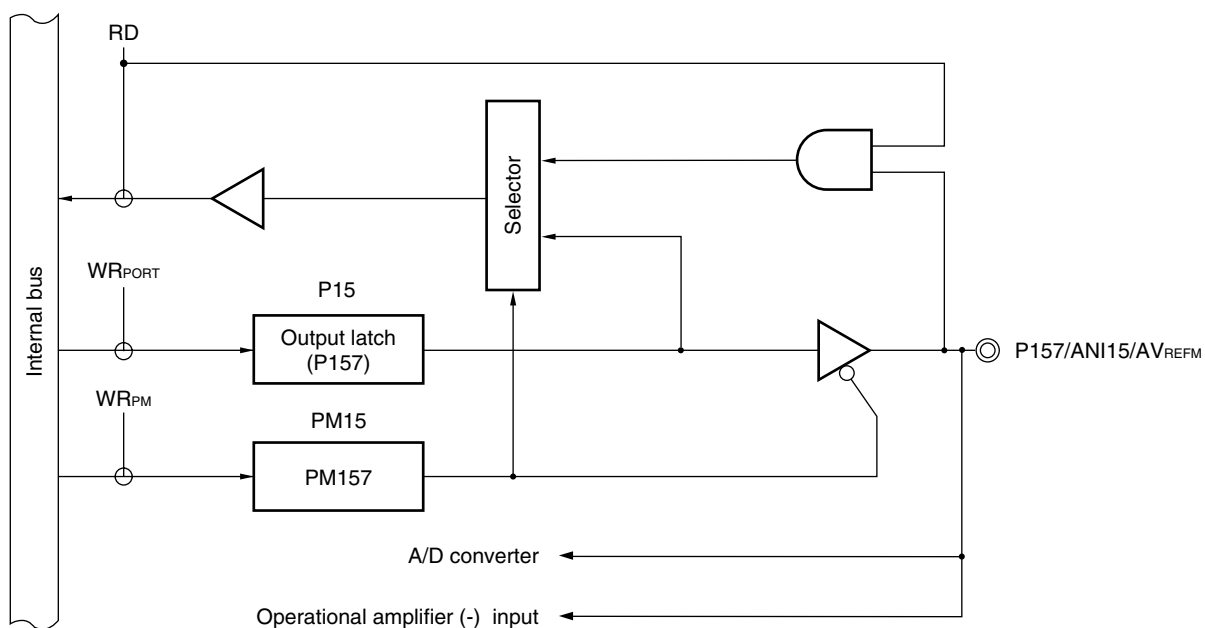 RD
Selector
Internal bus
WRPORT
P15
Output latch
(P157)
P157/ANI15/AVREFM
WRPM
PM15
PM157
A/D converter
Operational amplifier (-) input